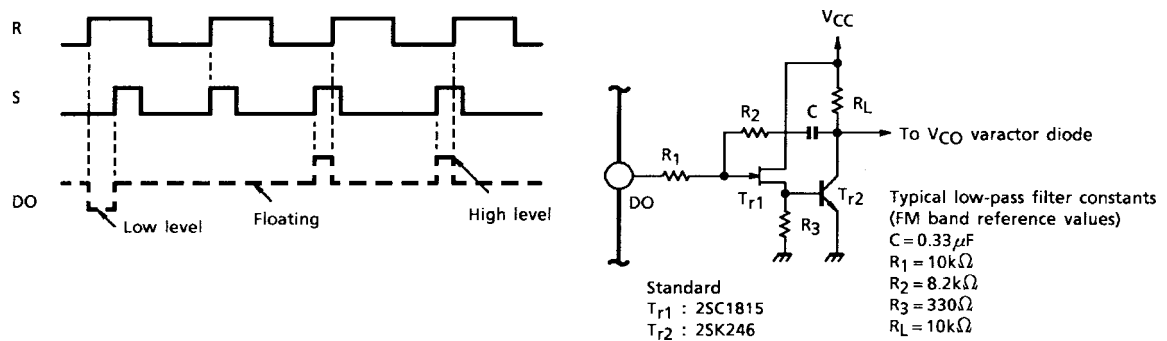 R
S
DO
Low level
Floating
High level
VCC
RL
R2
C
To VCO varactor diode
R1
DO
Tr1
Tr2
R3
Typical low-pass filter constants
(FM band reference values)
C = 0.33μF
R1 = 10kΩ
R2 = 8.2kΩ
R3 = 330Ω
RL = 10kΩ
Standard
Tr1 : 2SC1815
Tr2 : 2SK246